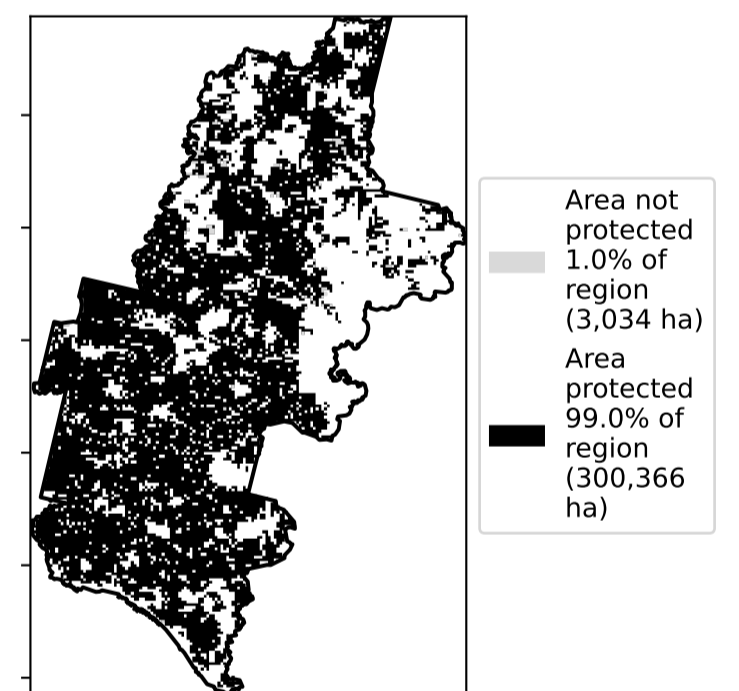 Area not
protected
1.0% of
region
(3,034 ha)
Area
protected
99.0% of
region
(300,366
ha)